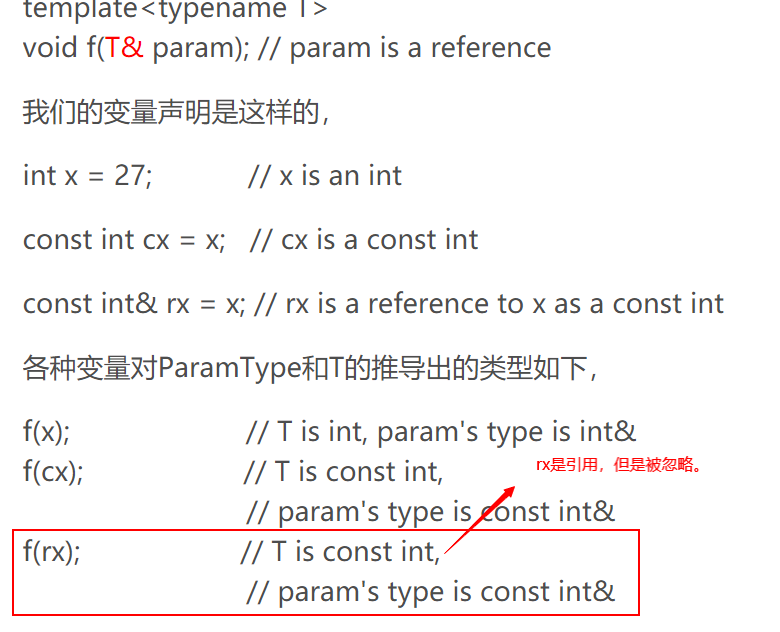 template<typename T>
void f(T& param); // param is a reference
我们的变量声明是这样的，
int x = 27; // x is an int
const int cx = x; // cx is a const int
const int& rx = x; // rx is a reference to x as a const int
各种变量对ParamType和T的推导出的类型如下，
f(x); // T is int, param's type is int&
rx是引用，但是被忽略。
f(cx); // T is const int,
// param's type is const int&
f(rx); // T is const int,
// param's type is const int&